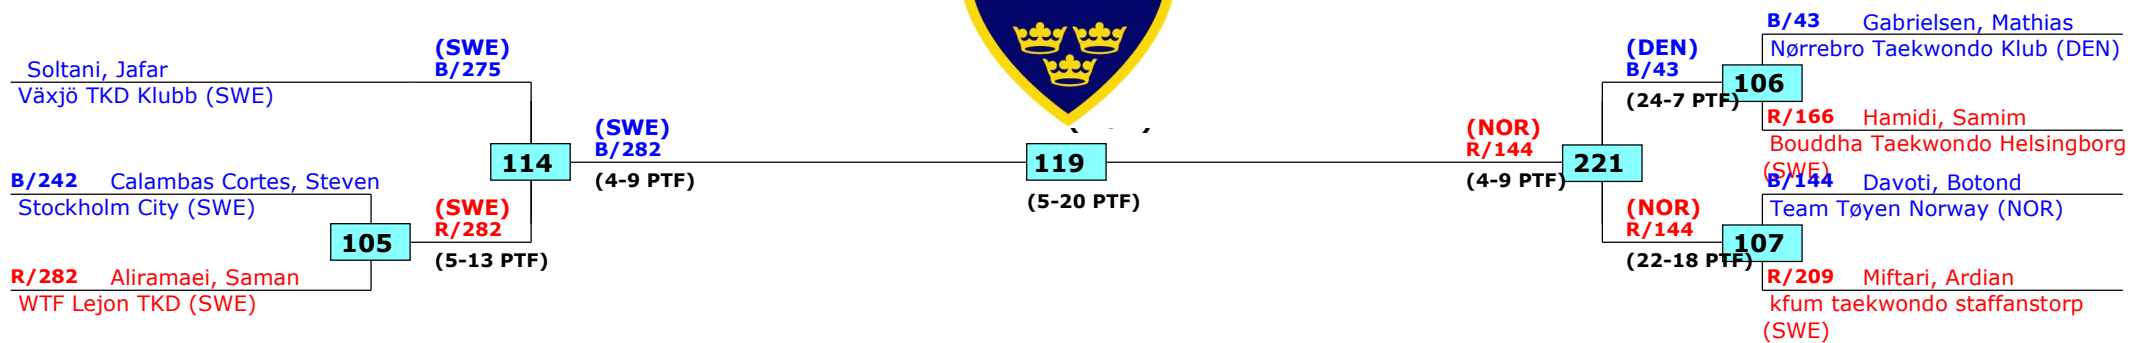 Soltani, Jafar
Växjö TKD Klubb (SWE)
B/242 Calambas Cortes, Steven
Stockholm City (SWE)
R/282 Aliramaei, Saman
WTF Lejon TKD (SWE)
105
(SWE)
B/275
(SWE)
R/282
(5-13 PTF)
114
(SWE)
B/282
(4-9 PTF)
119
(5-20 PTF)
(NOR)
R/144
(4-9 PTF)
221
(DEN)
B/43
(24-7 PTF)
(NOR)
R/144
(22-18 PTF)
106
107
B/43 Gabrielsen, Mathias
Nørrebro Taekwondo Klub (DEN)
R/166 Hamidi, Samim
Bouddha Taekwondo Helsingborg
(SWE)
B/144 Davoti, Botond
Team Tøyen Norway (NOR)
R/209 Miftari, Ardian
kfum taekwondo staffanstorp
(SWE)